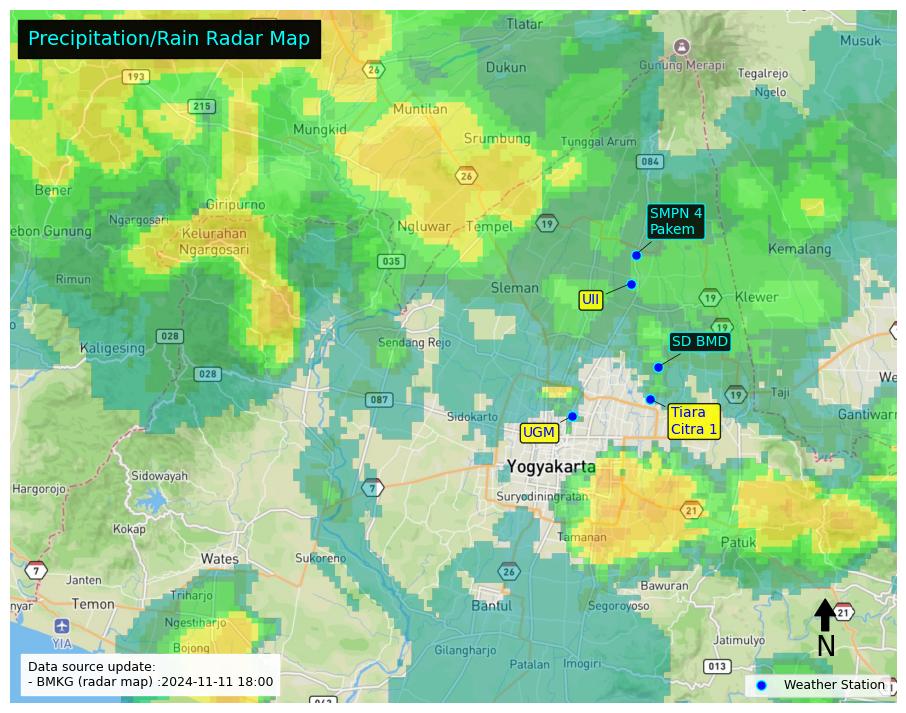 Precipitation/Rain Radar Map
Tlatar
Musuk
26
Dukun
Gunung Merapi
193
Tegalrejo
Ngelo
215
Muntilan
Mungkid
Srumbung
Tunggal Arum
084
26
Bener
Giripurno
SMPN 4
Pakem
Ngargosari
Ngluwar
Tempel
19
ebon Gunung
Kelurahan
Ngargosari
Kemalang
035
Rimun
Sleman
UII
19
Klewer
19
028
Kaligesing
Sendang Rejo
SD BMD
028
We
087
19
Taji
Sidokarto
Tiara
Citra 1
Gantiwarn
UGM
Yogyakarta
Sidowayah
Hargorojo
7
Suryodiningratan
21
Kokap
Tamanan
Patuk
Wates
Sukoreno
7
Janten
26
Bawuran
nyar
Temon
Triharjo
Bantul
Segoroyoso
21
Ngestiharjo
YIA
N
Bojong
Gilangharjo
Jatimulyo
Patalan
Imogiri
013
Data source update:
- BMKG (radar map) :2024-11-11 18:00
Weather Station